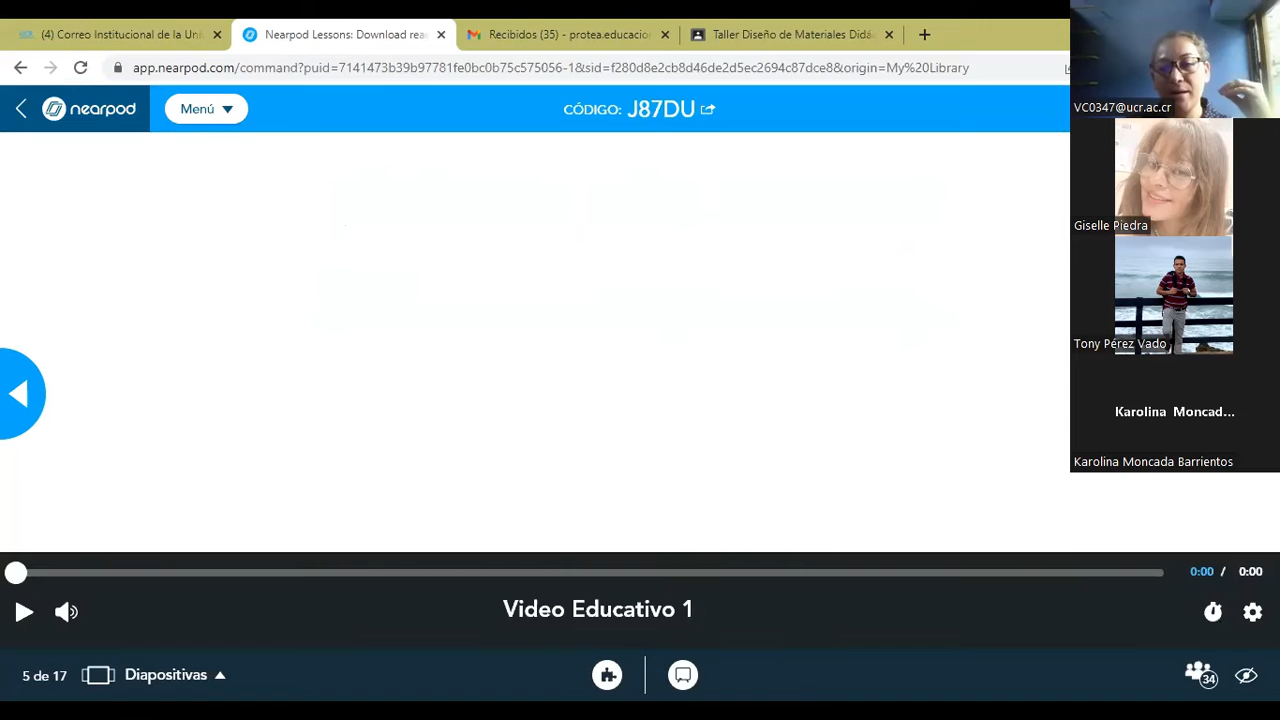 (4) Correo Institucional de la Uni
Nearpod Lessons: Download rea
Recibidos (35) - protea.educacion
Taller Diseño de Materiales Didá
app.nearpod.com/command?puid=7141473b39b97781fe0bc0b75c575056-1&sid=f280d8e2cb8d46de2d5ec2694c87dce8&origin=My%20Library
nearpod
Menú
CÓDIGO: J87DU
VC0347@ucr.ac.cr
Giselle Piedra
Tony Pérez Vado
Karolina Moncad...
Karolina Moncada Barrientos
0:00 / 0:00
Video Educativo 1
5 de 17
Diapositivas
34